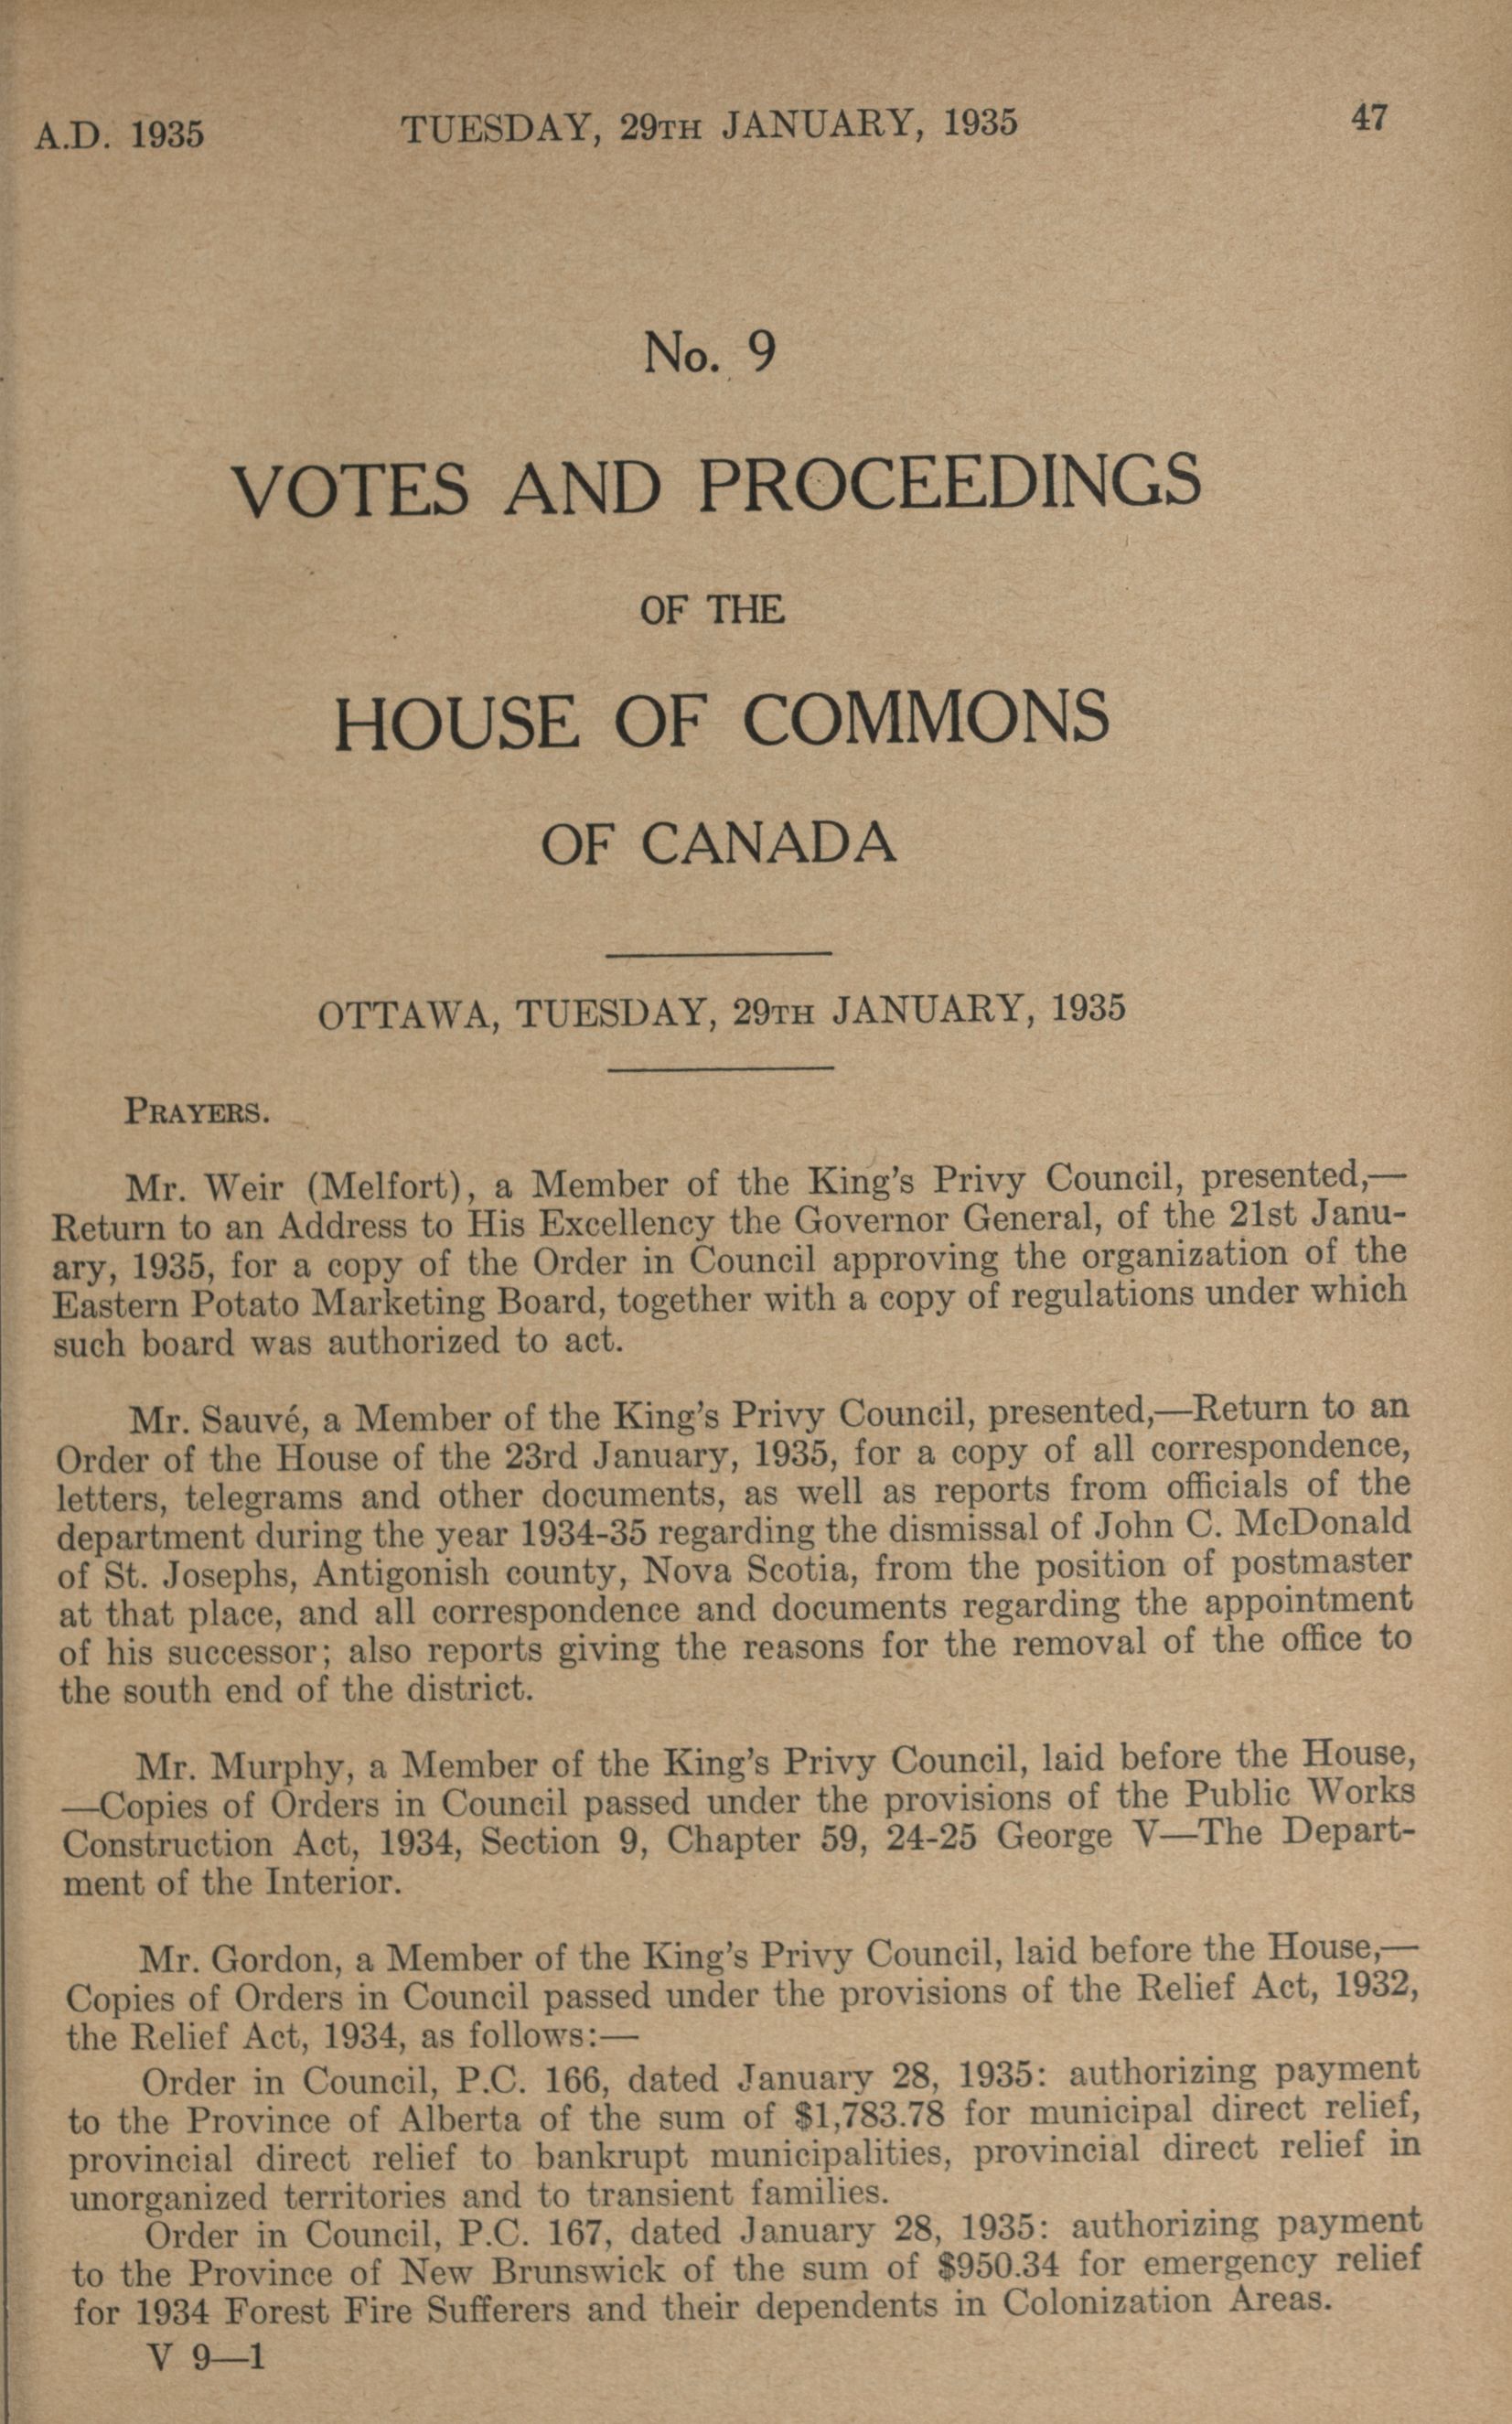 A.D. 1935 TUESDAY, 29TH JANUARY, 1935 47
No. 9
VOTES AND PROCEEDINGS
OF THE
HOUSE OF COMMONS
OF CANADA
OTTAWA, TUESDAY, 29TH JANUARY, 1935
PRAYERS.
Mr. Weir (Melfort), a Member of the King's Privy Council, presented,—
Return to an Address to His Excellency the Governor General, of the 21st Janu-
ary, 1935, for a copy of the Order in Council approving the organization of the
Eastern Potato Marketing Board, together with a copy of regulations under which
such board was authorized to act.
Mr. Sauvé, a Member of the King's Privy Council, presented,—Return to an
Order of the House of the 23rd January, 1935, for a copy of all correspondence,
letters, telegrams and other documents, as well as reports from officials of the
department during the year 1934-35 regarding the dismissal of John C. McDonald
of St. Josephs, Antigonish county, Nova Scotia, from the position of postmaster
at that place, and all correspondence and documents regarding the appointment
of his successor; also reports giving the reasons for the removal of the office to
the south end of the district.
Mr. Murphy, a Member of the King's Privy Council, laid before the House,
—Copies of Orders in Council passed under the provisions of the Public Works
Construction Act, 1934, Section 9, Chapter 59, 24-25 George V—The Depart-
ment of the Interior.
Mr. Gordon, a Member of the King's Privy Council, laid before the House,—
Copies of Orders in Council passed under the provisions of the Relief Act, 1932,
the Relief Act, 1934, as follows:—
Order in Council, P.C. 166, dated January 28, 1935: authorizing payment
to the Province of Alberta of the sum of $1,783.78 for municipal direct relief,
provincial direct relief to bankrupt municipalities, provincial direct relief in
unorganized territories and to transient families.
Order in Council, P.C. 167, dated January 28, 1935: authorizing payment
to the Province of New Brunswick of the sum of $950.34 for emergency relief
for 1934 Forest Fire Sufferers and their dependents in Colonization Areas.
V 9—1